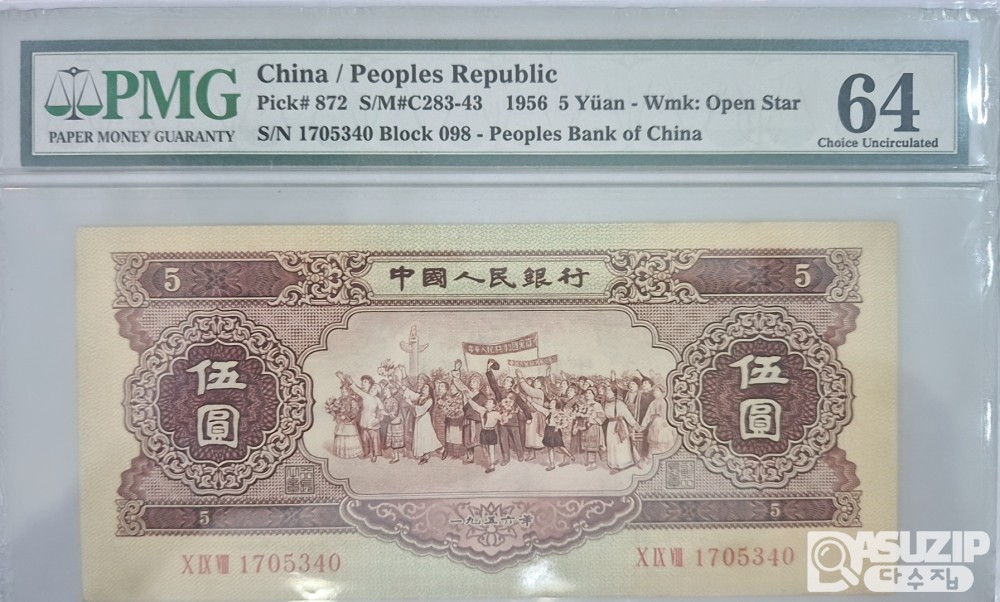 PMG
PAPER MONEY GUARANTY
China / Peoples Republic
Pick# 872 S/M#C283-43 1956 5 Yüan - Wmk: Open Star
S/N 1705340 Block 098 - Peoples Bank of China
64
Choice Uncirculated
5 中國人民銀行 5
伍圓
伍圓
5 一九五六年 5
X IX VIII 1705340
X IX VIII 1705340
ASUZIP
다수집